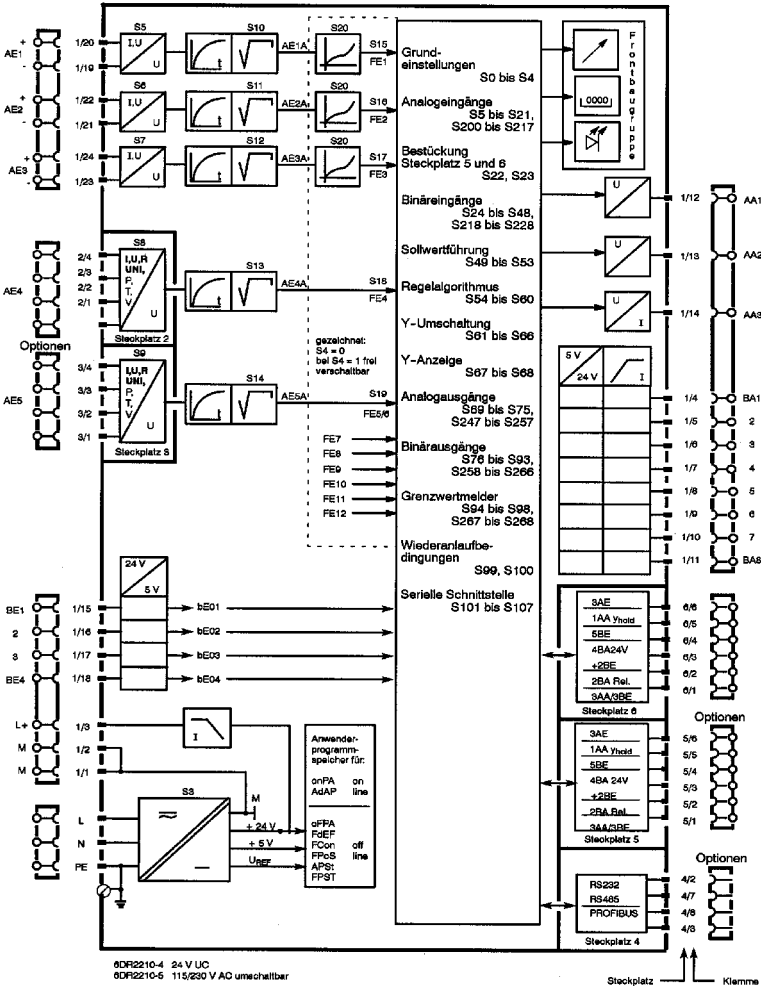 S5
S10
S20
S15
AE1
+
-
1/20
1/19
I,U
U
t
AE1A
FE1
S6
S11
S20
S16
AE2
+
-
1/22
1/21
I,U
U
t
AE2A
FE2
S7
S12
S20
S17
AE3
+
-
1/24
1/23
I,U
U
t
AE3A
FE3
S8
S13
S18
AE4
2/4
2/3
2/2
2/1
I,U,R
UNI,
P,
T,
V
U
t
AE4A
FE4
Steckplatz 2
Optionen
S9
S14
S19
AE5
3/4
3/3
3/2
3/1
I,U,R
UNI,
P,
T,
V
U
t
AE5A
FE5/6
Steckplatz 3
gezeichnet:
S4 = 0
bei S4 = 1 frei
verschaltbar
FE7
FE8
FE9
FE10
FE11
FE12
Grund-
einstellungen
S0 bis S4
Analogeingänge
S5 bis S21,
S200 bis S217
Bestückung
Steckplatz 5 und 6
S22, S23
Binäreingänge
S24 bis S48,
S218 bis S228
Sollwertführung
S49 bis S53
Regelalgorithmus
S54 bis S60
Y-Umschaltung
S61 bis S66
Y-Anzeige
S67 bis S68
Analogausgänge
S69 bis S75,
S247 bis S257
Binärausgänge
S76 bis S93,
S258 bis S266
Grenzwertmelder
S94 bis S98,
S267 bis S268
Wiederanlaufbe-
dingungen
S99, S100
Serielle Schnittstelle
S101 bis S107
0000
Frontbaugruppe
U
I
1/12
AA1
U
I
1/13
AA2
U
I
1/14
AA3
5 V
24 V
I
1/4
BA1
1/5
2
1/6
3
1/7
4
1/8
5
1/9
6
1/10
7
1/11
BA8
24 V
5 V
BE1
1/15
bE01
2
1/16
bE02
3
1/17
bE03
BE4
1/18
bE04
L+
1/3
I
M
1/2
M
1/1
L
N
PE
S3
M
+ 24 V
+ 5 V
UREF
Anwender-
programm-
speicher für:
onPA on
AdAP line
oFPA
FdEF
FCon off
FPoS line
APSt
FPST
3AE
1AA yhold
5BE
4BA24V
+2BE
2BA Rel.
3AA/3BE
Steckplatz 6
6/6
6/5
6/4
6/3
6/2
6/1
Optionen
3AE
1AA yhold
5BE
4BA 24V
+2BE
2BA Rel.
3AA/3BE
Steckplatz 5
5/6
5/5
5/4
5/3
5/2
5/1
Optionen
RS232
RS485
PROFIBUS
Steckplatz 4
4/2
4/7
4/8
4/3
6DR2210-4 24 V UC
6DR2210-5 115/230 V AC umschaltbar
Steckplatz
Klemme